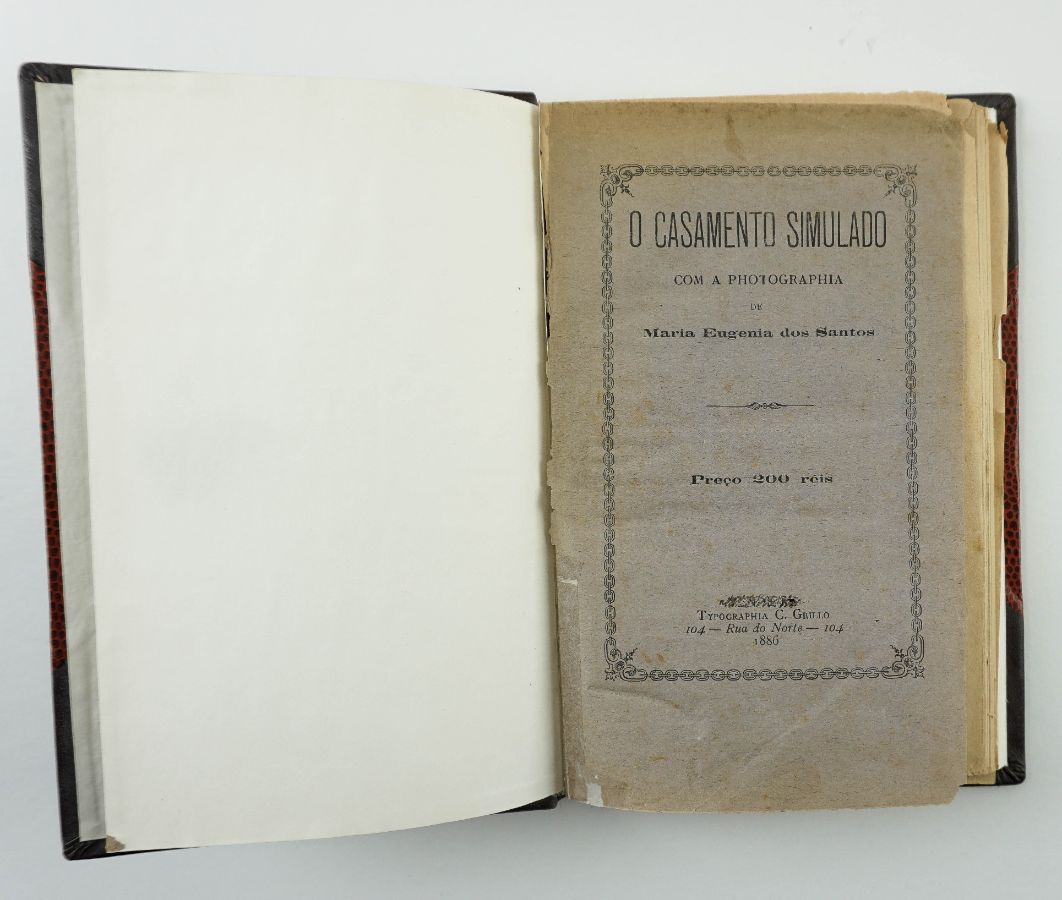 O CASAMENTO SIMULADO
COM A PHOTOGRAPHIA
DE
Maria Eugenia dos Santos
Preço 200 réis
Typographia C. Grillo
104 — Rua do Norte — 104
1886